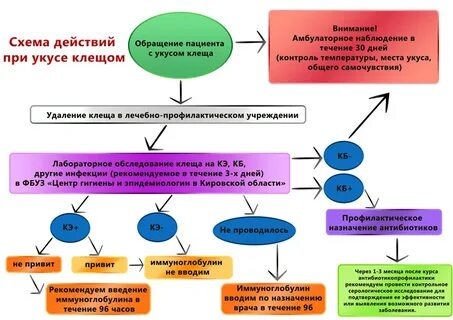 Схема действий
при укусе клещом
Обращение пациента
с укусом клеща
Внимание!
Амбулаторное наблюдение в
течение 30 дней
(контроль температуры, места укуса,
общего самочувствия)
Удаление клеща в лечебно-профилактическом учреждении
Лабораторное обследование клеща на КЭ, КБ,
другие инфекции (рекомендуемое в течение 3-х дней)
в ФБУЗ «Центр гигиены и эпидемиологии в Кировской области»
КБ-
КБ+
КЭ+
КЭ-
Не проводилось
Профилактическое
назначение антибиотиков
не привит
привит
иммуноглобулин
не вводим
Рекомендуем введение
иммуноглобулина в
течение 96 часов
Иммуноглобулин
вводим по назначению
врача в течение 96
Через 1-3 месяца после курса
антибиотикопрофилактики
рекомендуем провести контрольное
серологическое исследование для
подтверждения ее эффективности
или выявления возможного развития
заболевания.